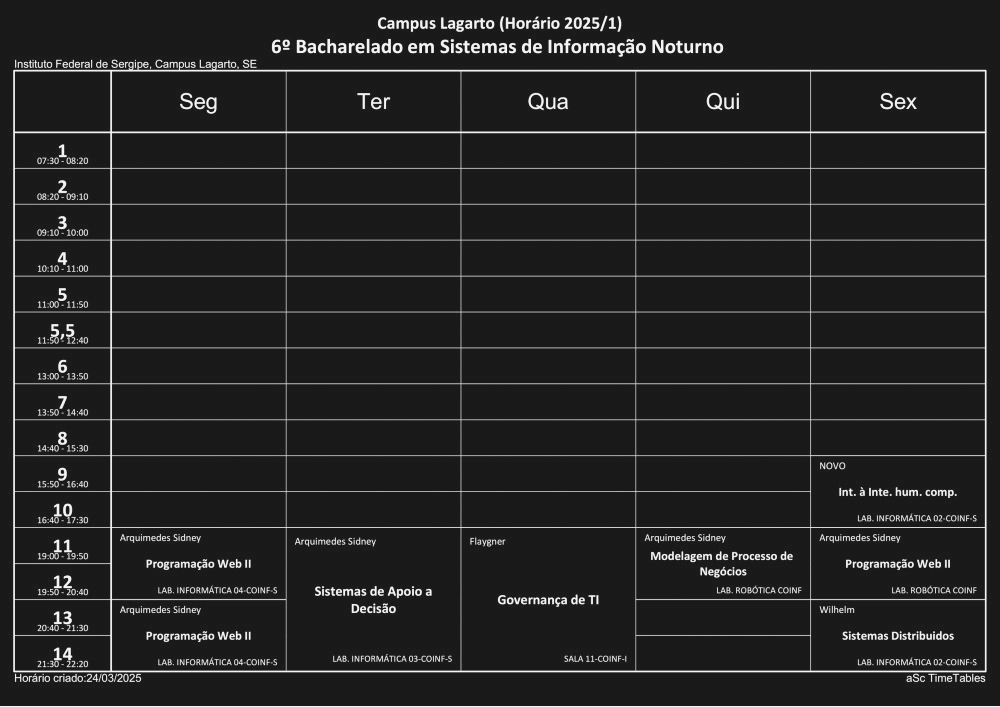 Campus Lagarto (Horário 2025/1)
6º Bacharelado em Sistemas de Informação Noturno
Instituto Federal de Sergipe, Campus Lagarto, SE
Seg
Ter
Qua
Qui
Sex
1
07:30 - 08:20
2
08:20 - 09:10
3
09:10 - 10:00
4
10:10 - 11:00
5
11:00 - 11:50
5,5
11:50 - 12:40
6
13:00 - 13:50
7
13:50 - 14:40
8
14:40 - 15:30
9
15:50 - 16:40
NOVO
Int. à Inte. hum. comp.
LAB. INFORMÁTICA 02-COINF-S
10
16:40 - 17:30
11
19:00 - 19:50
12
19:50 - 20:40
Arquimedes Sidney
Programação Web II
LAB. INFORMÁTICA 04-COINF-S
Arquimedes Sidney
Sistemas de Apoio a
Decisão
LAB. INFORMÁTICA 03-COINF-S
Flaygner
Governança de TI
SALA 11-COINF-I
Arquimedes Sidney
Modelagem de Processo de
Negócios
LAB. ROBÓTICA COINF
Arquimedes Sidney
Programação Web II
LAB. ROBÓTICA COINF
13
20:40 - 21:30
14
21:30 - 22:20
Arquimedes Sidney
Programação Web II
LAB. INFORMÁTICA 04-COINF-S
Wilhelm
Sistemas Distribuidos
LAB. INFORMÁTICA 02-COINF-S
Horário criado:24/03/2025
aSc TimeTables